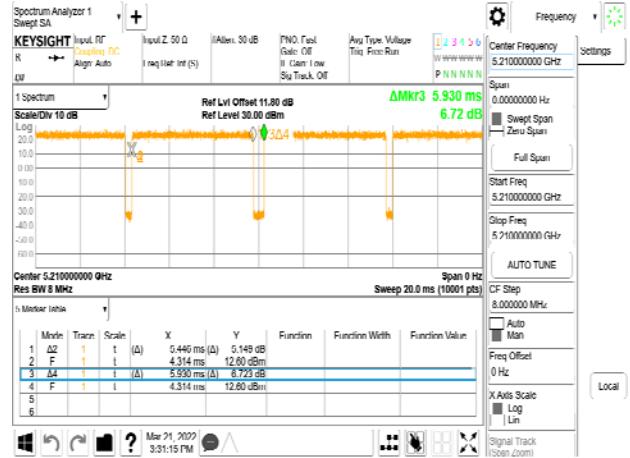 Spectrum Analyzer 1
Swept SA
Frequency
KEYSIGHT
Input: RF
Coupling: DC
Align: Auto
Input Z: 50 Ω
Freq Ref: Int (S)
#Atten: 30 dB
PNO: Fast
Gate: Off
IF Gain: Low
Sig Track: Off
Avg Type: Voltage
Trig: Free Run
1 2 3 4 5 6
W W W W W W
P N N N N N
R
Center Frequency
5.210000000 GHz
Settings
Span
0.00000000 Hz
Swept Span
Zero Span
Full Span
Start Freq
5.210000000 GHz
Stop Freq
5.210000000 GHz
AUTO TUNE
CF Step
8.000000 MHz
Auto
Man
Freq Offset
0 Hz
X Axis Scale
Log
Lin
Signal Track
(Span Zoom)
Local
1 Spectrum
Scale/Div 10 dB
Log
Ref Lvl Offset 11.80 dB
Ref Level 30.00 dBm
ΔMkr3 5.930 ms
6.72 dB
20.0
10.0
0.00
10.0
20.0
30.0
-40.0
-50.0
60.0
3Δ4
Center 5.210000000 GHz
Res BW 8 MHz
Span 0 Hz
Sweep 20.0 ms (10001 pts)
5 Marker Table
Mode Trace Scale X Y Function Function Width Function Value
1 Δ2 1 t (Δ) 5.446 ms (Δ) 5.149 dB
2 F 1 t 4.314 ms 12.60 dBm
3 Δ4 1 t (Δ) 5.930 ms (Δ) 6.723 dB
4 F 1 t 4.314 ms 12.60 dBm
5
6
?
Mar 21, 2022
3:31:15 PM